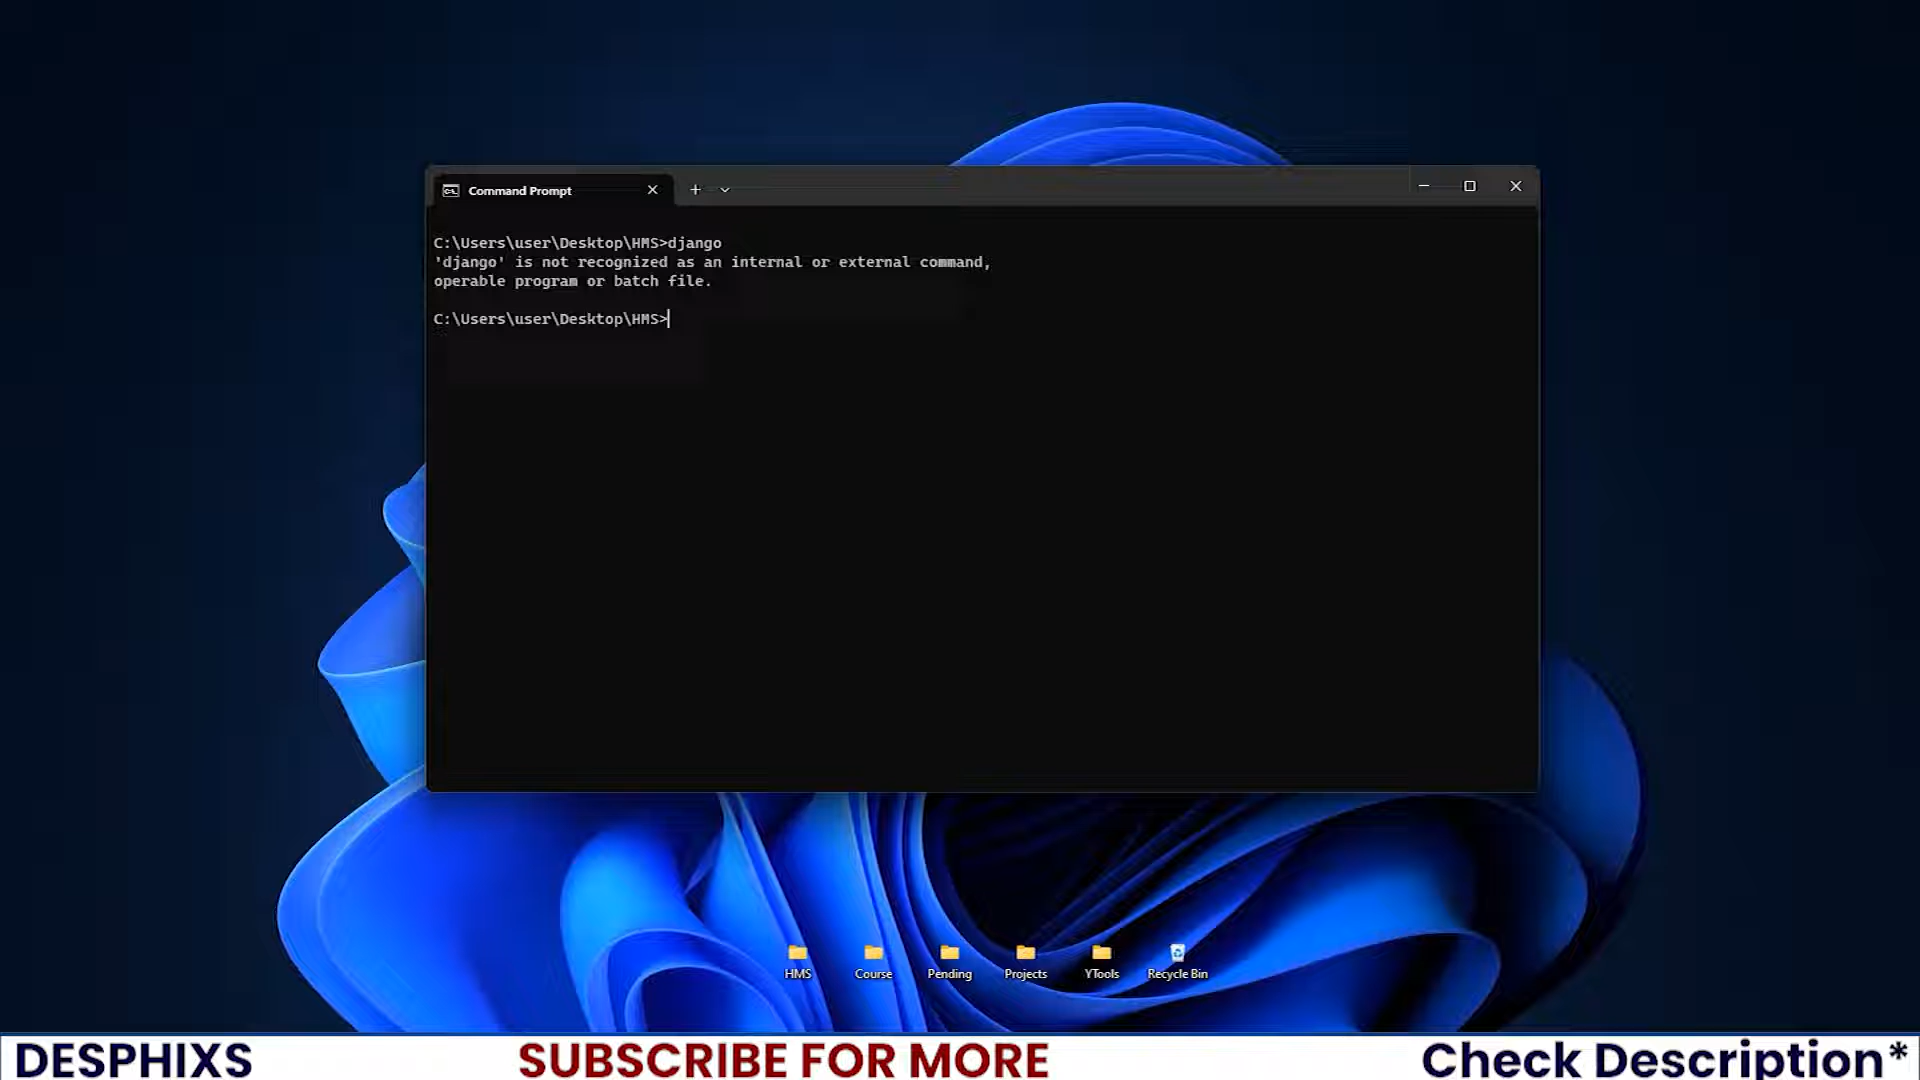 Command Prompt
C:\Users\user\Desktop\HMS>django
'django' is not recognized as an internal or external command,
operable program or batch file.
C:\Users\user\Desktop\HMS>
HMS
Course
Pending
Projects
YTools
Recycle Bin
DESPHIXS
SUBSCRIBE FOR MORE
Check Description*